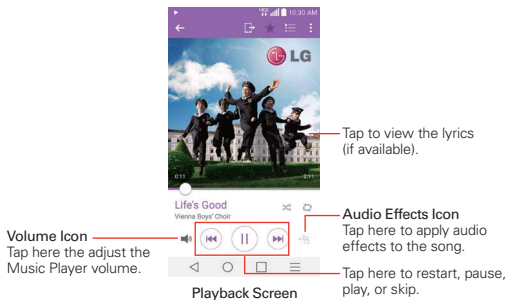 10:30 AM
LG
Tap to view the lyrics
(if available).
0:11
2:11
Life's Good
Vienna Boys' Choir
Audio Effects Icon
Tap here to apply audio
effects to the song.
Volume Icon
Tap here the adjust the
Music Player volume.
Tap here to restart, pause,
play, or skip.
Playback Screen